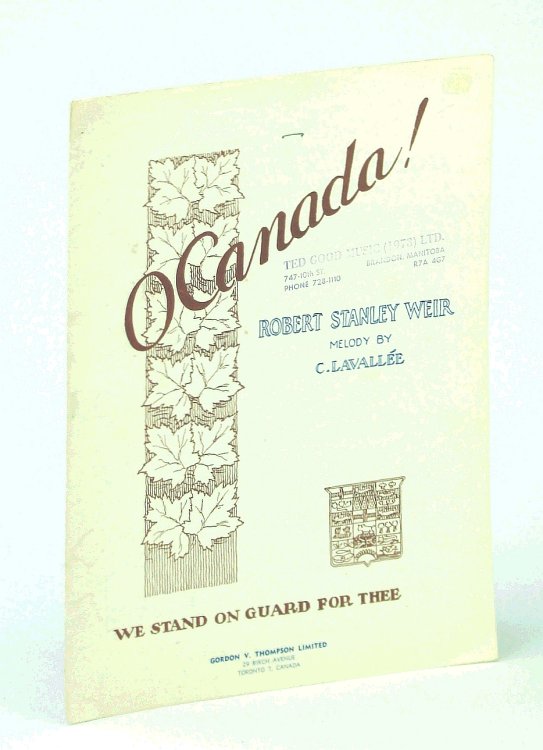 O Canada!
TED GOOD MUSIC (1973) LTD.
747-10th ST.
BRANDON, MANITOBA
PHONE 728-1110
R7A 4G7
ROBERT STANLEY WEIR
MELODY BY
C. LAVALLÉE
WE STAND ON GUARD FOR THEE
GORDON V. THOMPSON LIMITED
29 BIRCH AVENUE
TORONTO 7, CANADA